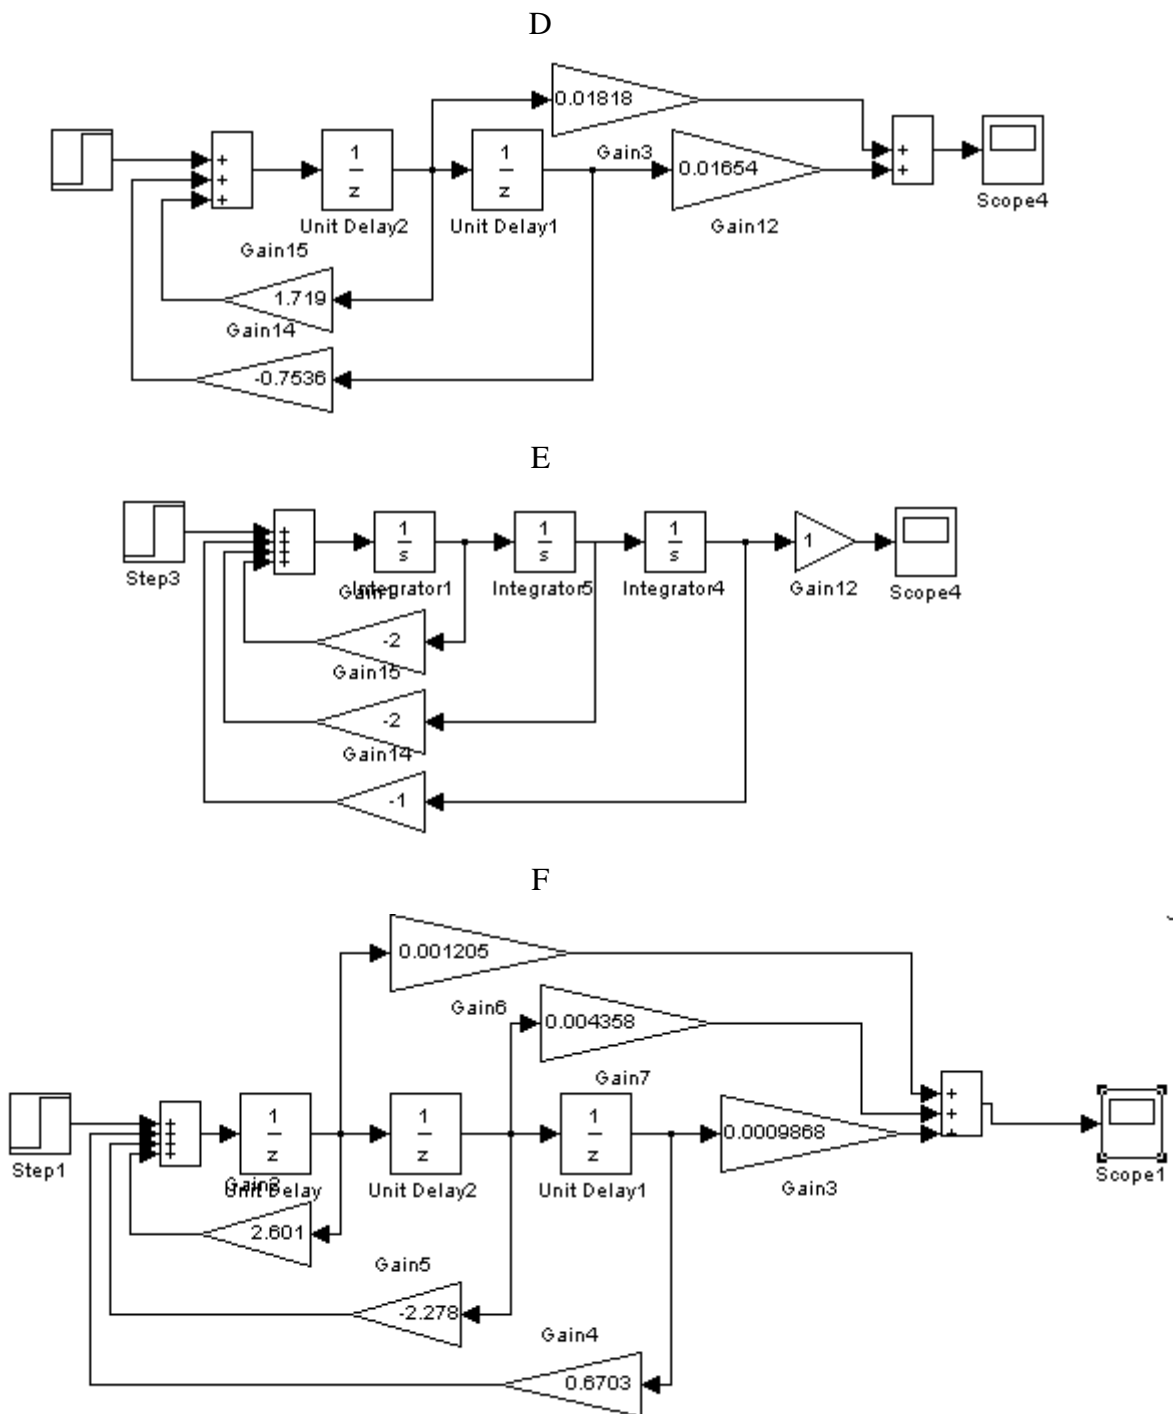 D
0.01818
+
+
+
1
z
1
z
Gain3
0.01654
+
+
Scope4
Unit Delay2
Unit Delay1
Gain12
Gain15
1.719
Gain14
-0.7536
E
+
+
+
+
1
s
1
s
1
s
1
Step3
Gain1
Integrator1
Integrator5
Integrator4
Gain12
Scope4
-2
Gain15
-2
Gain14
-1
F
0.001205
Gain6
0.004358
Gain7
+
+
+
+
1
z
1
z
1
z
0.0009868
+
+
+
Step1
Gain2
Unit Delay
Unit Delay2
Unit Delay1
Gain3
Scope1
2.601
Gain5
-2.278
Gain4
0.6703